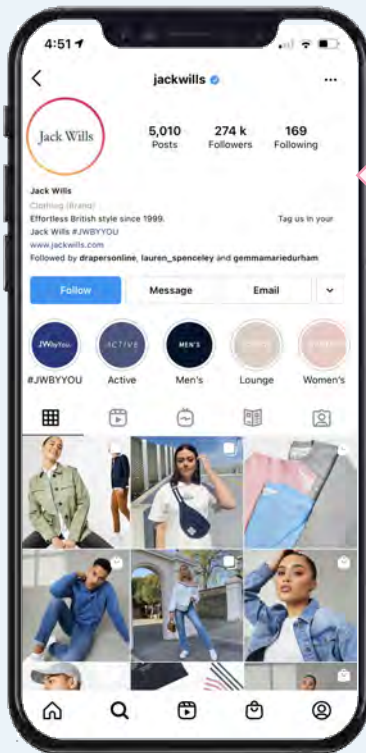 4:51
jackwills
Jack Wills
5,010 274 k 169
Posts Followers Following
Jack Wills
Clothing (Brand)
Effortless British style since 1999. Tag us in your
Jack Wills #JWBYYOU
www.jackwills.com
Followed by drapersonline, lauren_spenceley and gemmamariedurham
Follow Message Email
JWbyYou ACTIVE MEN'S
#JWBYYOU Active Men's Lounge Women's